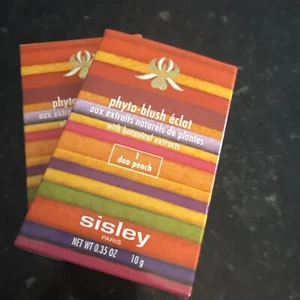 phyto-blush éclat
aux extraits naturels de plantes
with botanical extracts
1
duo peach
sisley
PARIS
NET WT 0.35 OZ 10 g
phyto
aux extraits